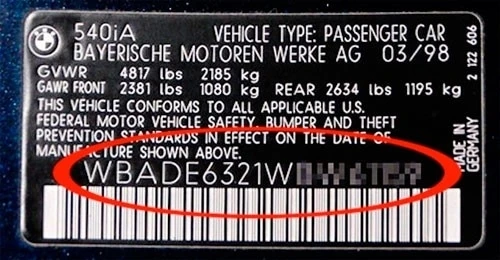 BMW
540iA VEHICLE TYPE: PASSENGER CAR
BAYERISCHE MOTOREN WERKE AG 03/98
GVWR 4817 lbs 2185 kg
GAWR FRONT 2381 lbs 1080 kg REAR 2634 lbs 1195 kg
THIS VEHICLE CONFORMS TO ALL APPLICABLE U.S.
FEDERAL MOTOR VEHICLE SAFETY, BUMPER AND THEFT
PREVENTION STANDARDS IN EFFECT ON THE DATE OF
MANUFACTURE SHOWN ABOVE.
WBADE6321W
MADE IN
GERMANY
2 122 606